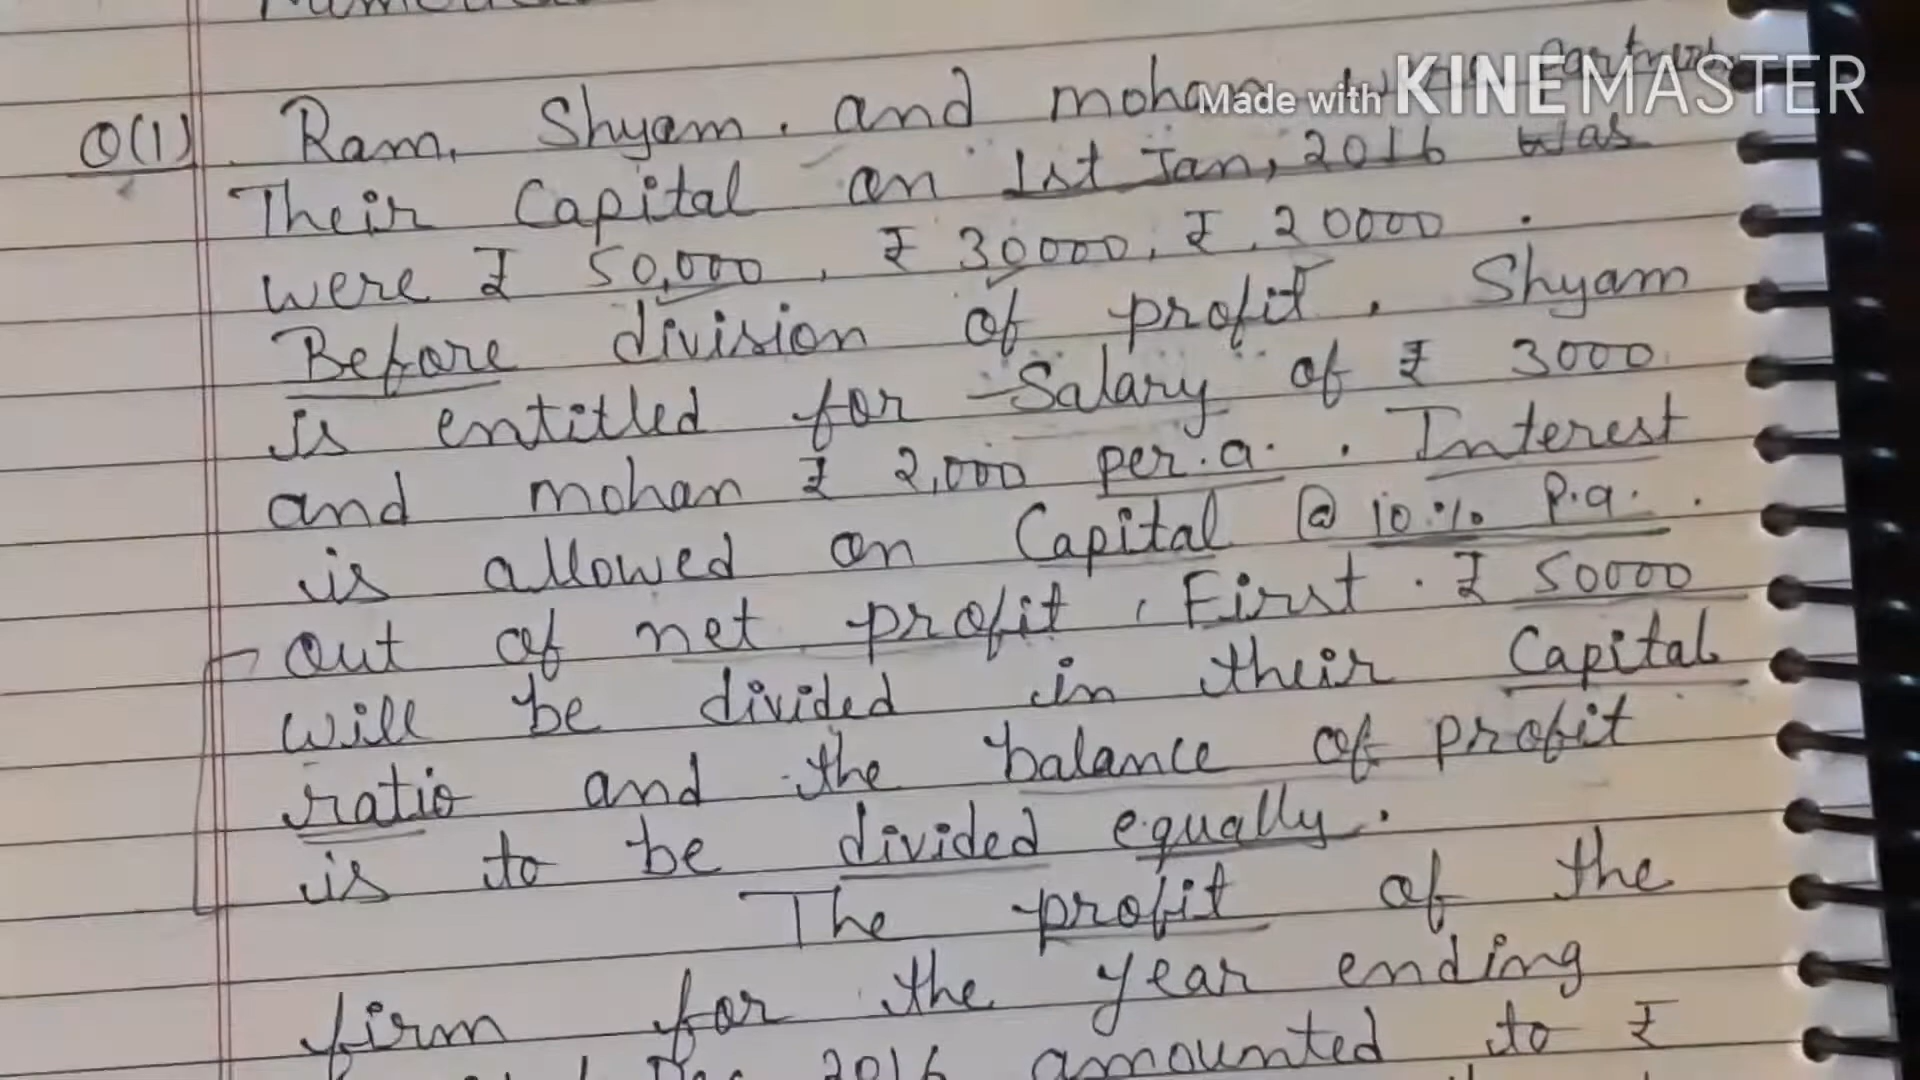 Q(1) Ram, Shyam, and mohan
Made with KINEMASTER
Their Capital on 1st Jan, 2016 was
were ₹ 50,000, ₹ 30000, ₹ 20000.
Before division of profit, Shyam
is entitled for Salary of ₹ 3000
and mohan ₹ 2,000 per.a. . Interest
is allowed on Capital @ 10% P.a. .
Out of net profit, First ₹ 50000
will be divided in their Capital
ratio and the balance of profit
is to be divided equally.
The profit of the
firm for the year ending
Dec 2016 amounted to ₹